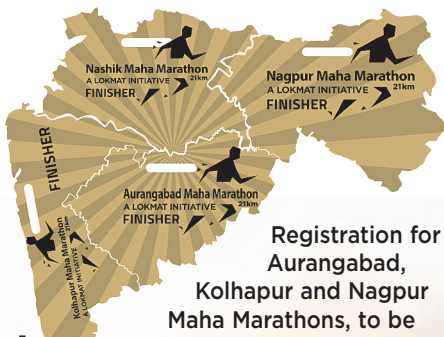 Nashik Maha Marathon
A LOKMAT INITIATIVE 21km
FINISHER
Nagpur Maha Marathon
A LOKMAT INITIATIVE 21km
FINISHER
Aurangabad Maha Marathon
A LOKMAT INITIATIVE 21km
FINISHER
FINISHER
Kolhapur Maha Marathon
A LOKMAT INITIATIVE 21km
Registration for
Aurangabad,
Kolhapur and Nagpur
Maha Marathons, to be